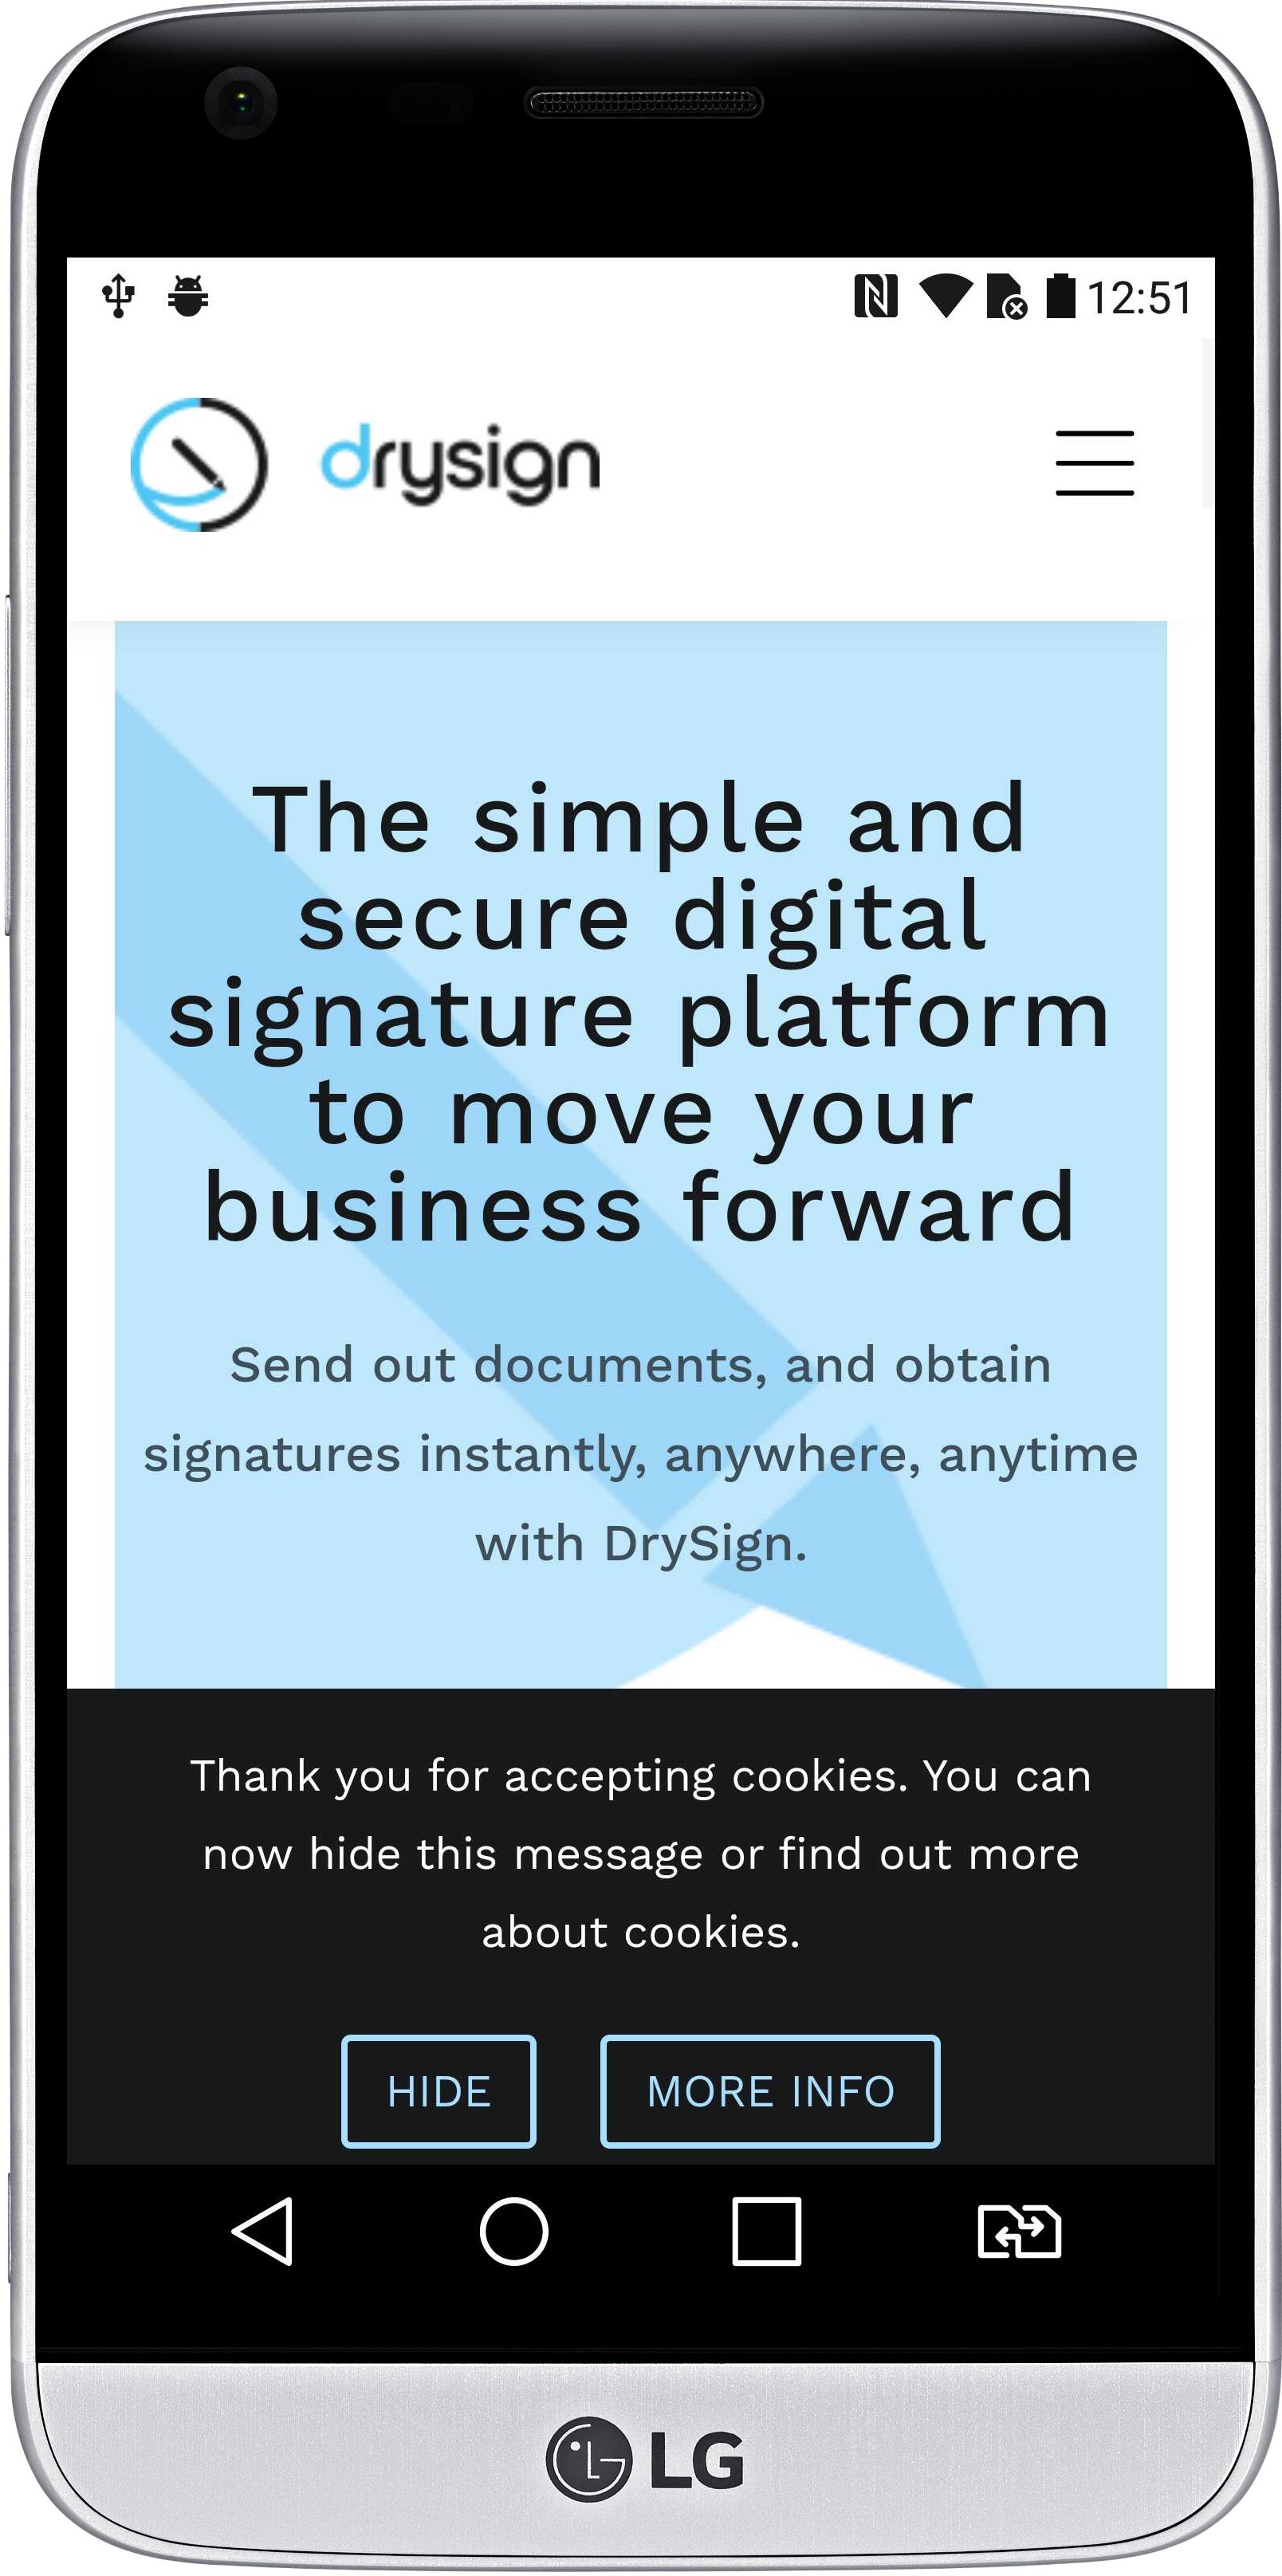 12:51
drysign
The simple and
secure digital
signature platform
to move your
business forward
Send out documents, and obtain
signatures instantly, anywhere, anytime
with DrySign.
Thank you for accepting cookies. You can
now hide this message or find out more
about cookies.
HIDE MORE INFO
LG